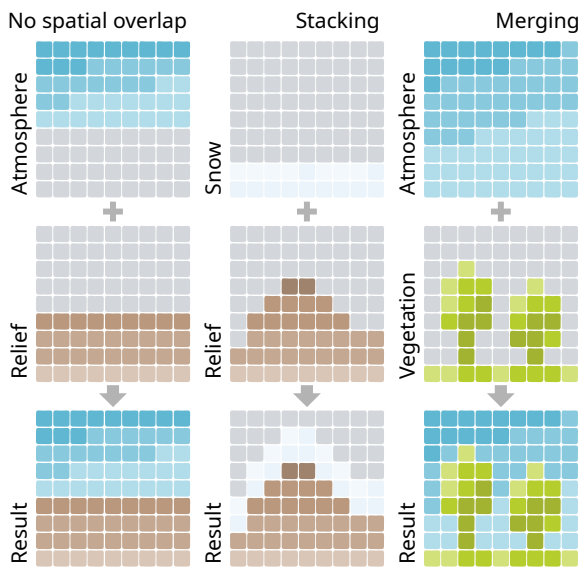 No spatial overlap
Stacking
Merging
Atmosphere
Snow
Atmosphere
Relief
Relief
Vegetation
Result
Result
Result